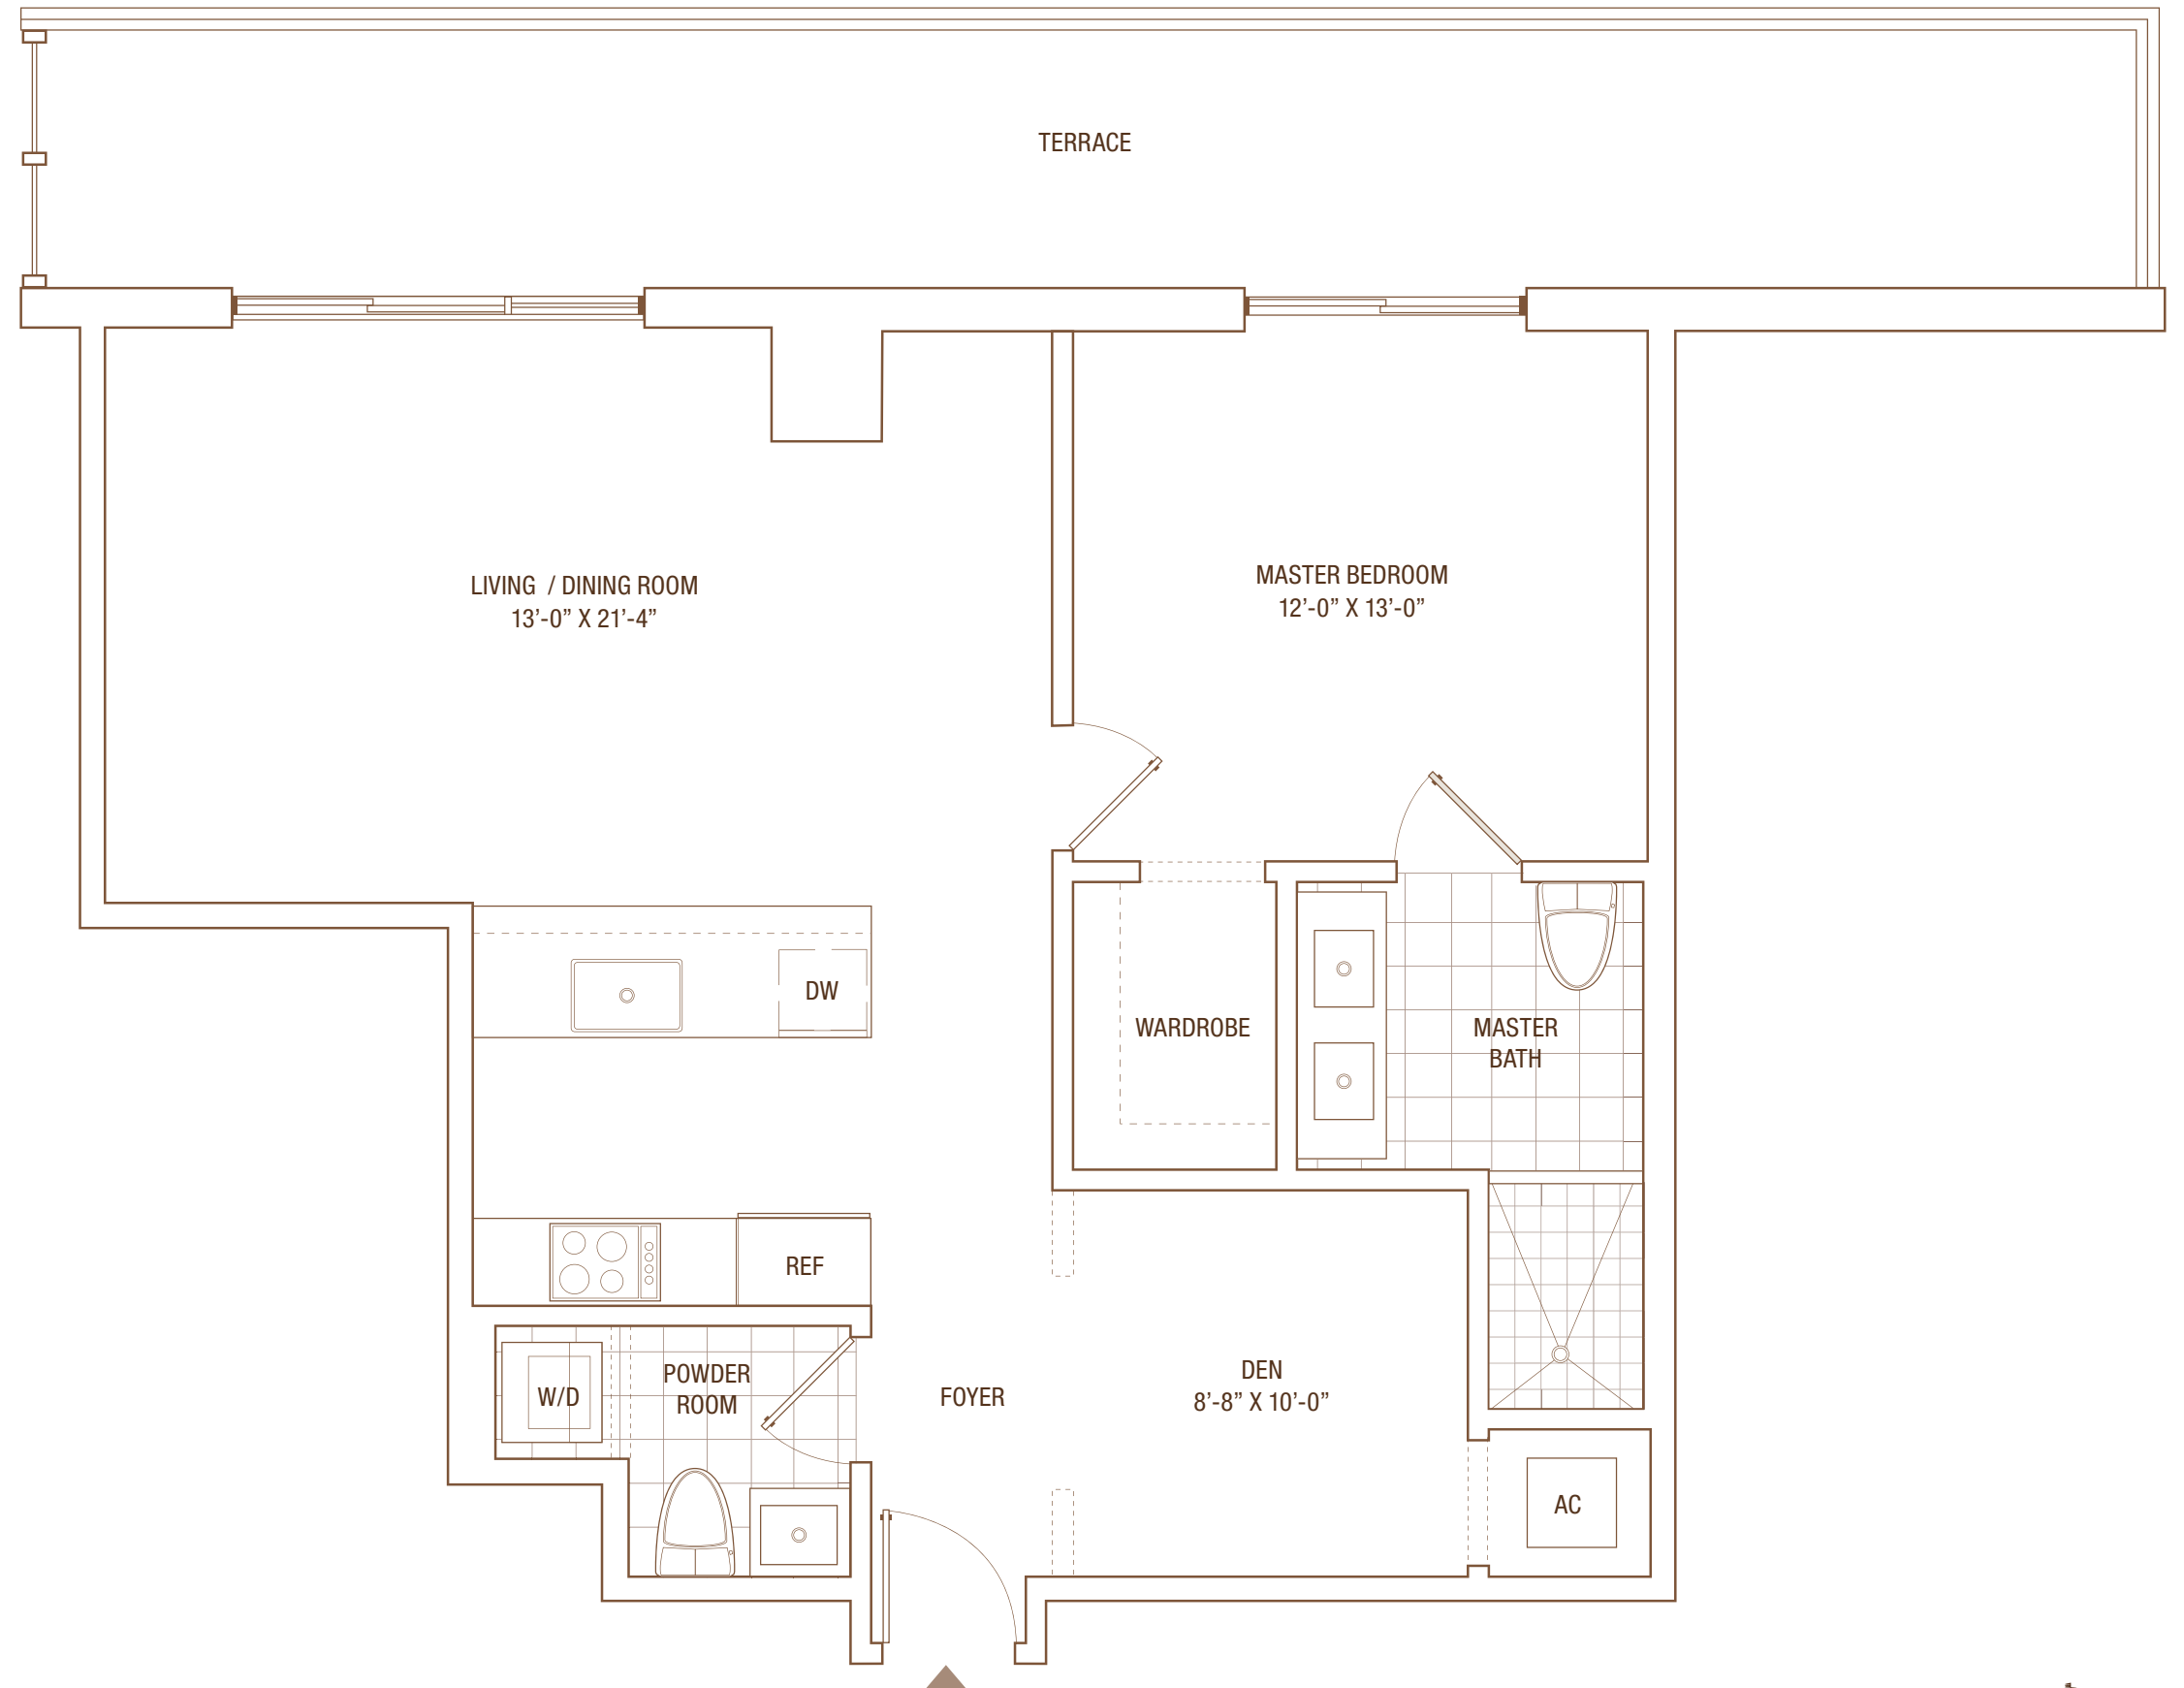 TERRACE
LIVING / DINING ROOM
13’-0” X 21’-4”
MASTER BEDROOM
12’-0” X 13’-0”
DW
WARDROBE
MASTER
BATH
REF
POWDER
ROOM
W/D
FOYER
DEN
8’-8” X 10’-0”
AC